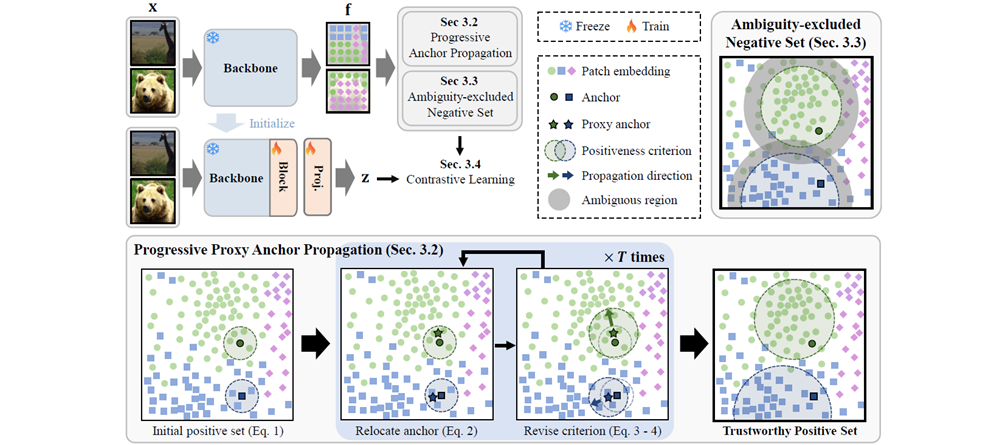 x
f
Backbone
Initialize
Backbone
Block
Proj.
z
Sec 3.2
Progressive
Anchor Propagation
Sec 3.3
Ambiguity-excluded
Negative Set
Sec. 3.4
Contrastive Learning
Freeze
Train
Patch embedding
Anchor
Proxy anchor
Positiveness criterion
Propagation direction
Ambiguous region
Ambiguity-excluded
Negative Set (Sec. 3.3)
Progressive Proxy Anchor Propagation (Sec. 3.2)
× T times
Initial positive set (Eq. 1)
Relocate anchor (Eq. 2)
Revise criterion (Eq. 3 - 4)
Trustworthy Positive Set